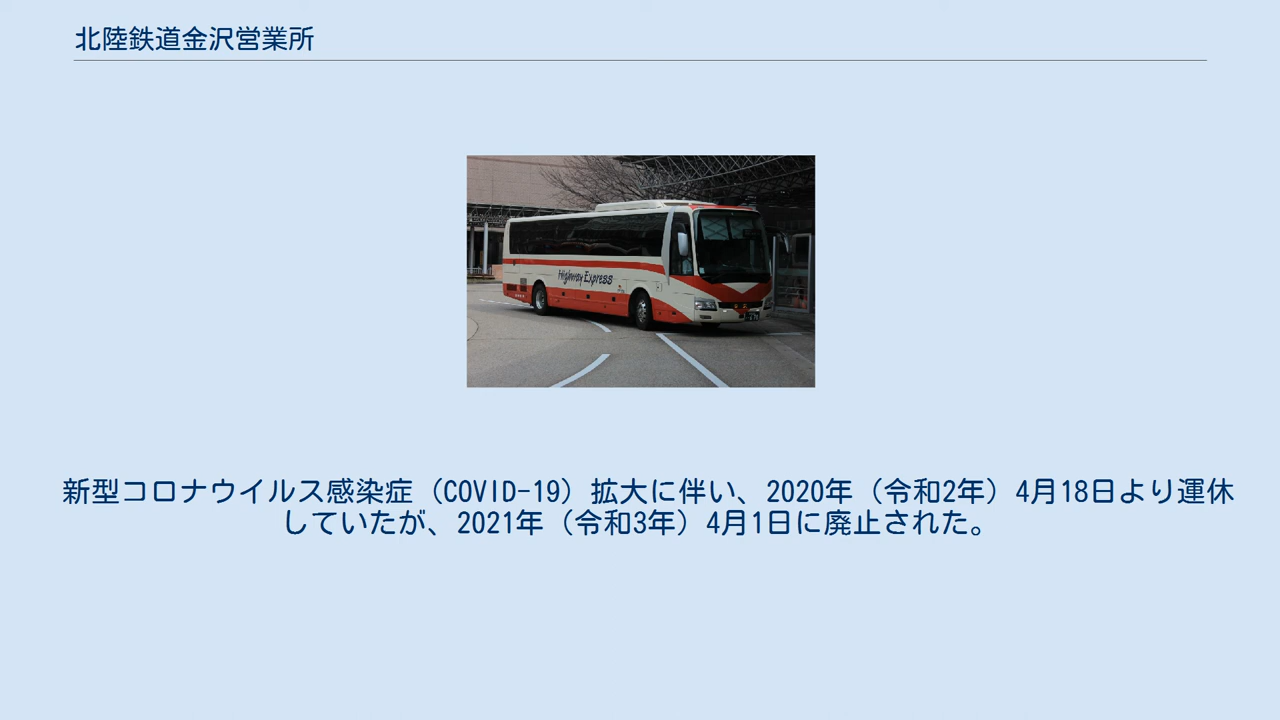 北陸鉄道金沢営業所
Highway Express
新型コロナウイルス感染症（COVID-19）拡大に伴い、2020年（令和2年）4月18日より運休
していたが、2021年（令和3年）4月1日に廃止された。